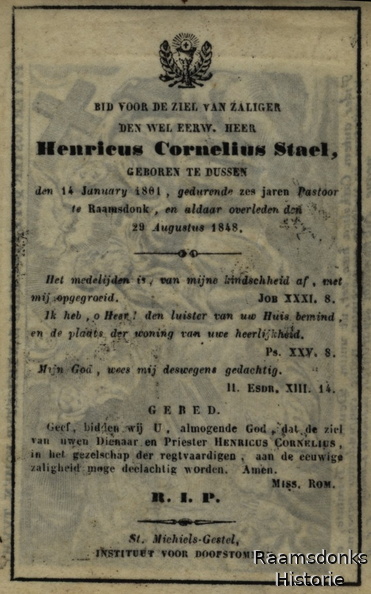 BID VOOR DE ZIEL VAN ZALIGER
DEN WEL EERW. HEER
Henricus Cornelius Stael,
GEBOREN TE DUSSEN
den 14 January 1801, gedurende zes jaren Pastoor
te Raamsdonk, en aldaar overleden den
29 Augustus 1848.
Het medelijden is, van mijne kindschheid af, met
mij opgegroeid. JOB XXXI. 8.
Ik heb, o Heer! den luister van uw Huis bemind,
en de plaats der woning van uwe heerlijkheid.
Ps. XXV. 8.
Mijn God, wees mij deswegens gedachtig.
II. ESDR. XIII. 14.
GEBED.
Geef, bidden wij U, almogende God, dat de ziel
van uwen Dienaar en Priester HENRICUS CORNELIUS,
in het gezelschap der regtvaardigen, aan de eeuwige
zaligheid moge deelachtig worden. Amen.
MISS. ROM.
R. I. P.
St. Michiels-Gestel,
INSTITUUT VOOR DOOFSTOMM
Raamsdonks
Historie